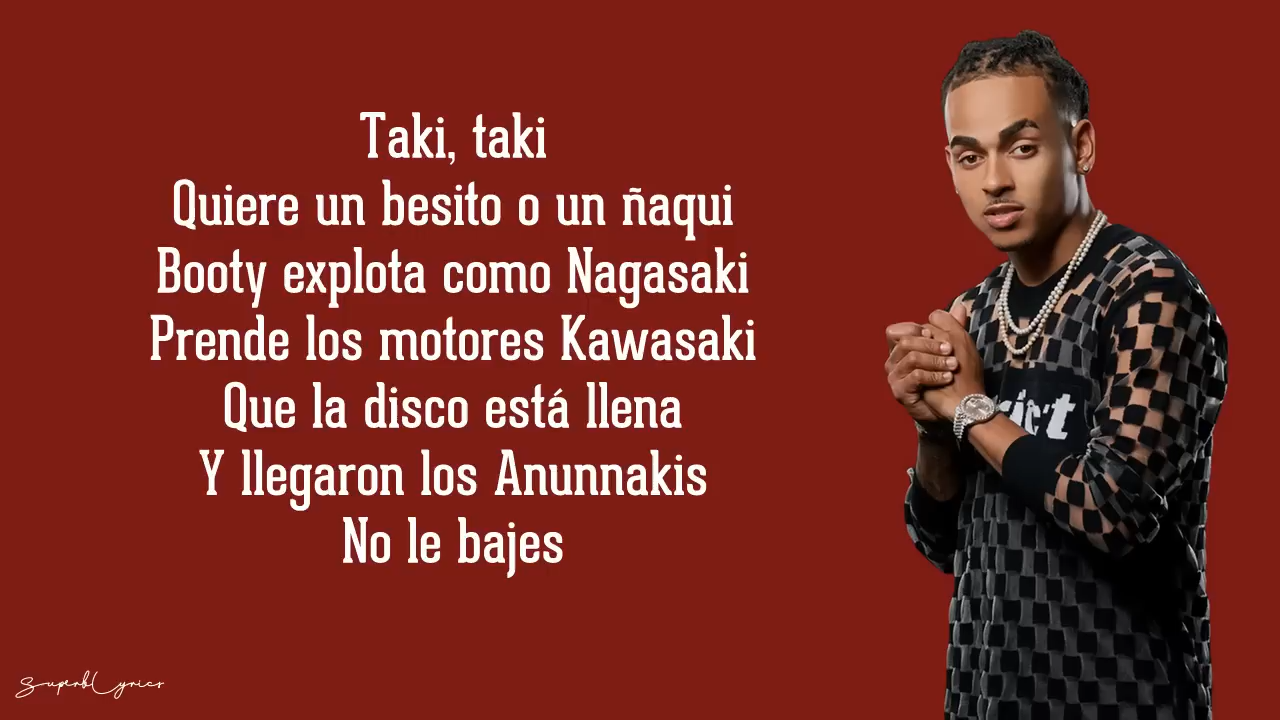 Taki, taki
Quiere un besito o un ñaqui
Booty explota como Nagasaki
Prende los motores Kawasaki
Que la disco está llena
Y llegaron los Anunnakis
No le bajes
SuperbLyrics